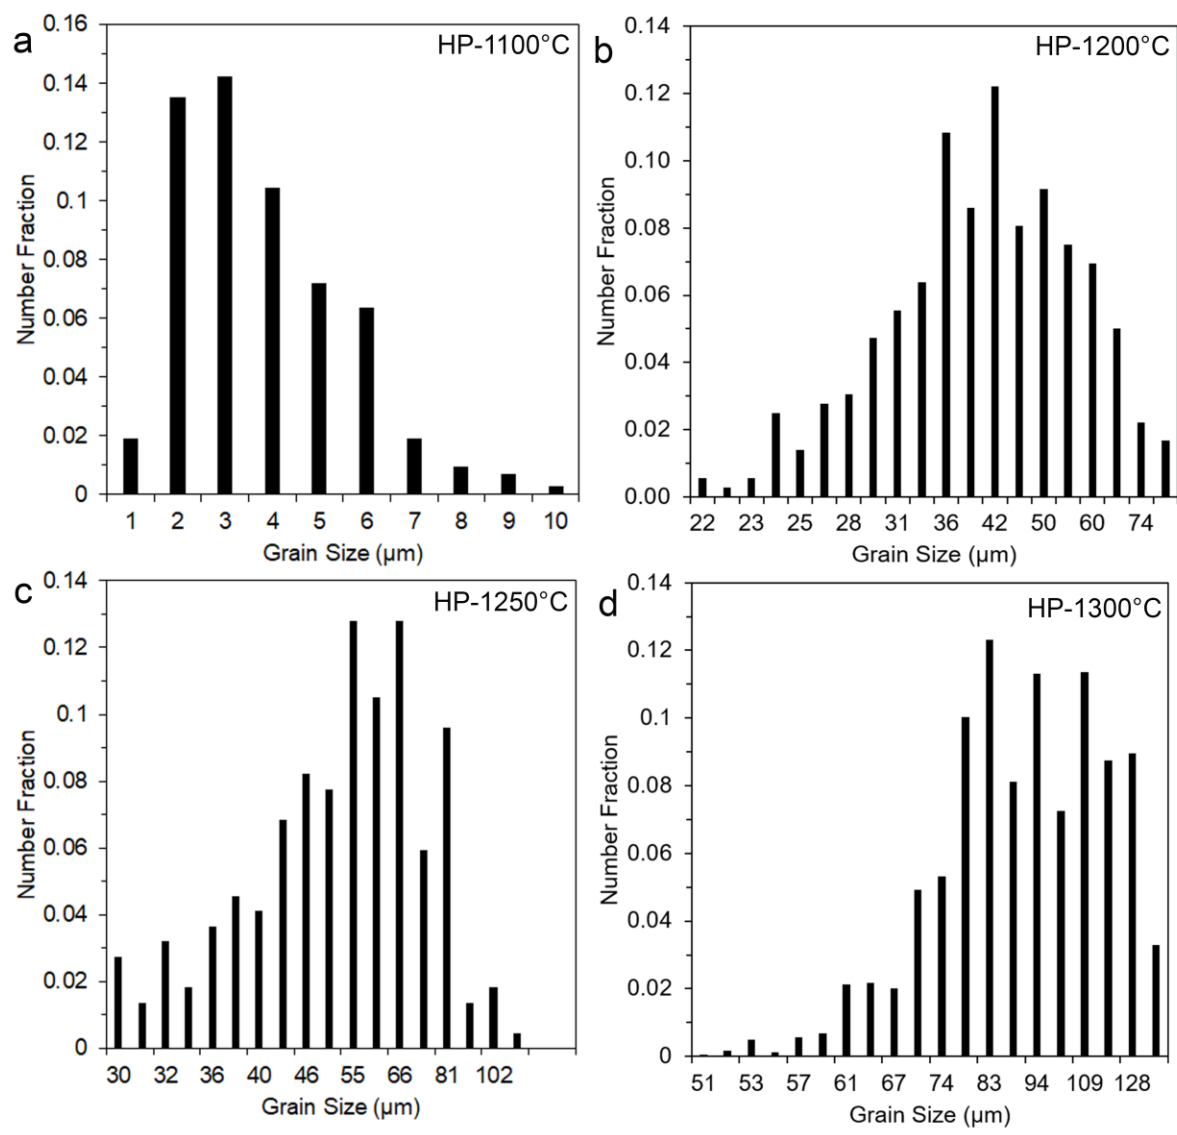 a
HP-1100°C
0.16
0.14
0.12
0.1
0.08
0.06
0.04
0.02
0
Number Fraction
1 2 3 4 5 6 7 8 9 10
Grain Size (µm)
b
HP-1200°C
0.14
0.12
0.10
0.08
0.06
0.04
0.02
0.00
Number Fraction
22 23 25 28 31 36 42 50 60 74
Grain Size (µm)
c
HP-1250°C
0.14
0.12
0.1
0.08
0.06
0.04
0.02
0
Number Fraction
30 32 36 40 46 55 66 81 102
Grain Size (µm)
d
HP-1300°C
0.14
0.12
0.1
0.08
0.06
0.04
0.02
0
Number Fraction
51 53 57 61 67 74 83 94 109 128
Grain Size (µm)